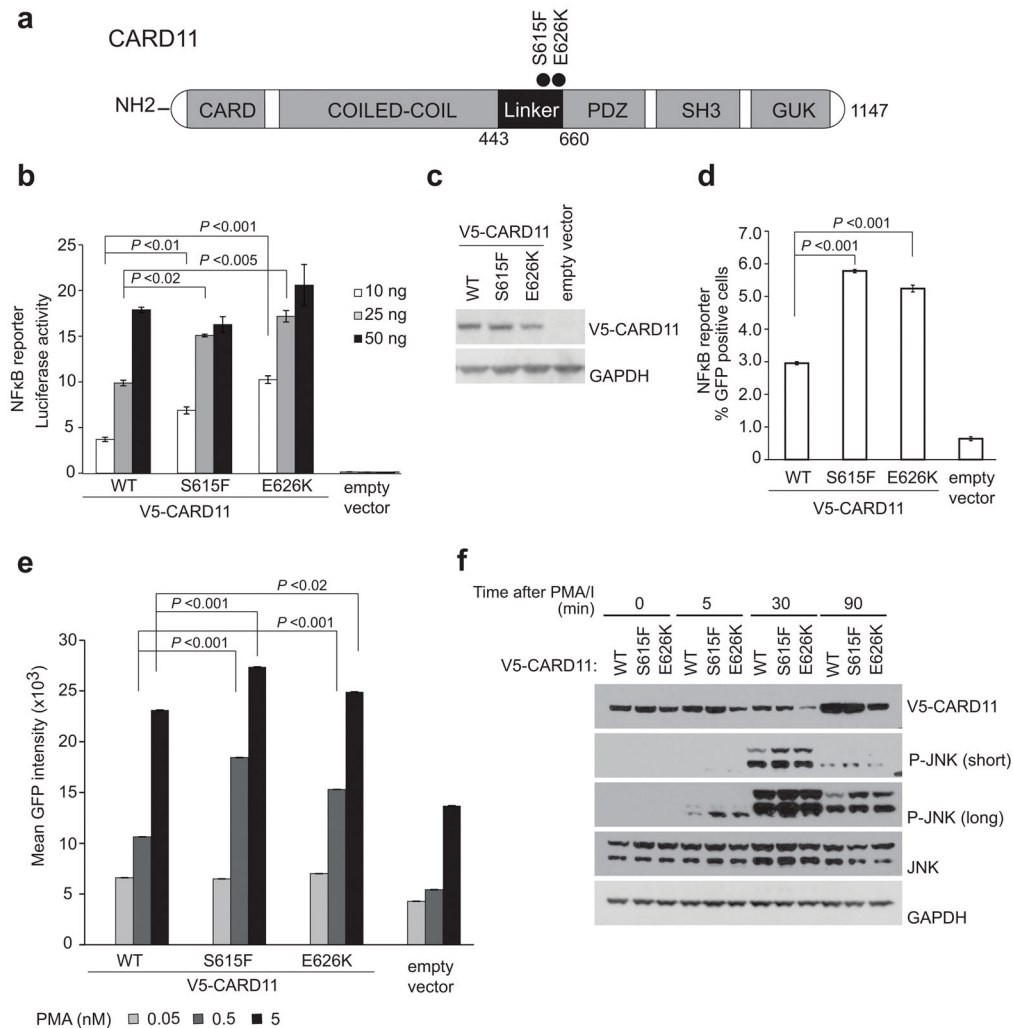 a
CARD11
S615F
E626K
NH2
CARD
COILED-COIL
Linker
PDZ
SH3
GUK
1147
443
660
b
NFκB reporter
Luciferase activity
25
20
15
10
5
0
P <0.001
P <0.01
P <0.005
P <0.02
10 ng
25 ng
50 ng
WT
S615F
E626K
empty
vector
V5-CARD11
c
V5-CARD11
WT
S615F
E626K
empty vector
V5-CARD11
GAPDH
d
NFκB reporter
% GFP positive cells
7.0
6.0
5.0
4.0
3.0
2.0
1.0
0
P <0.001
P <0.001
WT
S615F
E626K
empty
vector
V5-CARD11
e
Mean GFP intensity (x10³)
30
25
20
15
10
5
0
P <0.02
P <0.001
P <0.001
P <0.001
WT
S615F
E626K
empty
vector
V5-CARD11
PMA (nM) 0.05 0.5 5
f
Time after PMA/I
(min)
0 5 30 90
V5-CARD11: WT S615F E626K WT S615F E626K WT S615F E626K WT S615F E626K
V5-CARD11
P-JNK (short)
P-JNK (long)
JNK
GAPDH